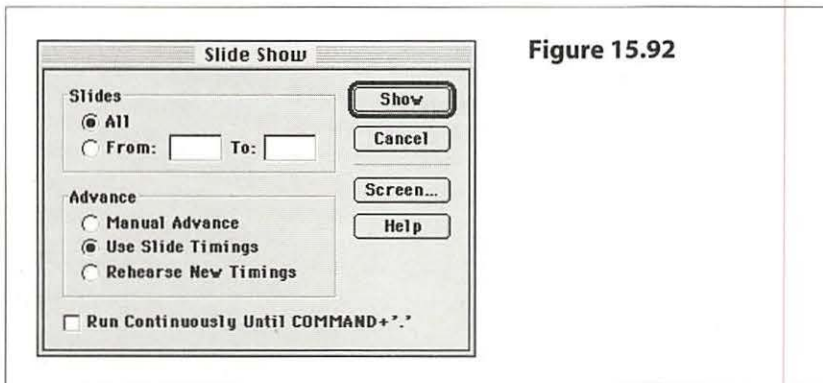 Figure 15.92
Slide Show
Slides
All
From: To:
Advance
Manual Advance
Use Slide Timings
Rehearse New Timings
Run Continuously Until COMMAND+'.'
Show
Cancel
Screen...
Help